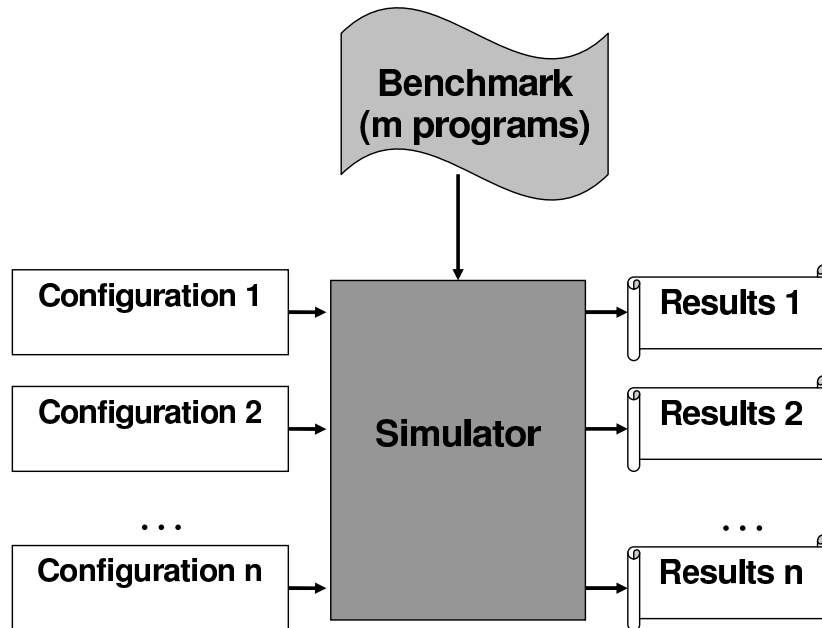 Benchmark
(m programs)
Configuration 1
Results 1
Configuration 2
Simulator
Results 2
...
...
Configuration n
Results n